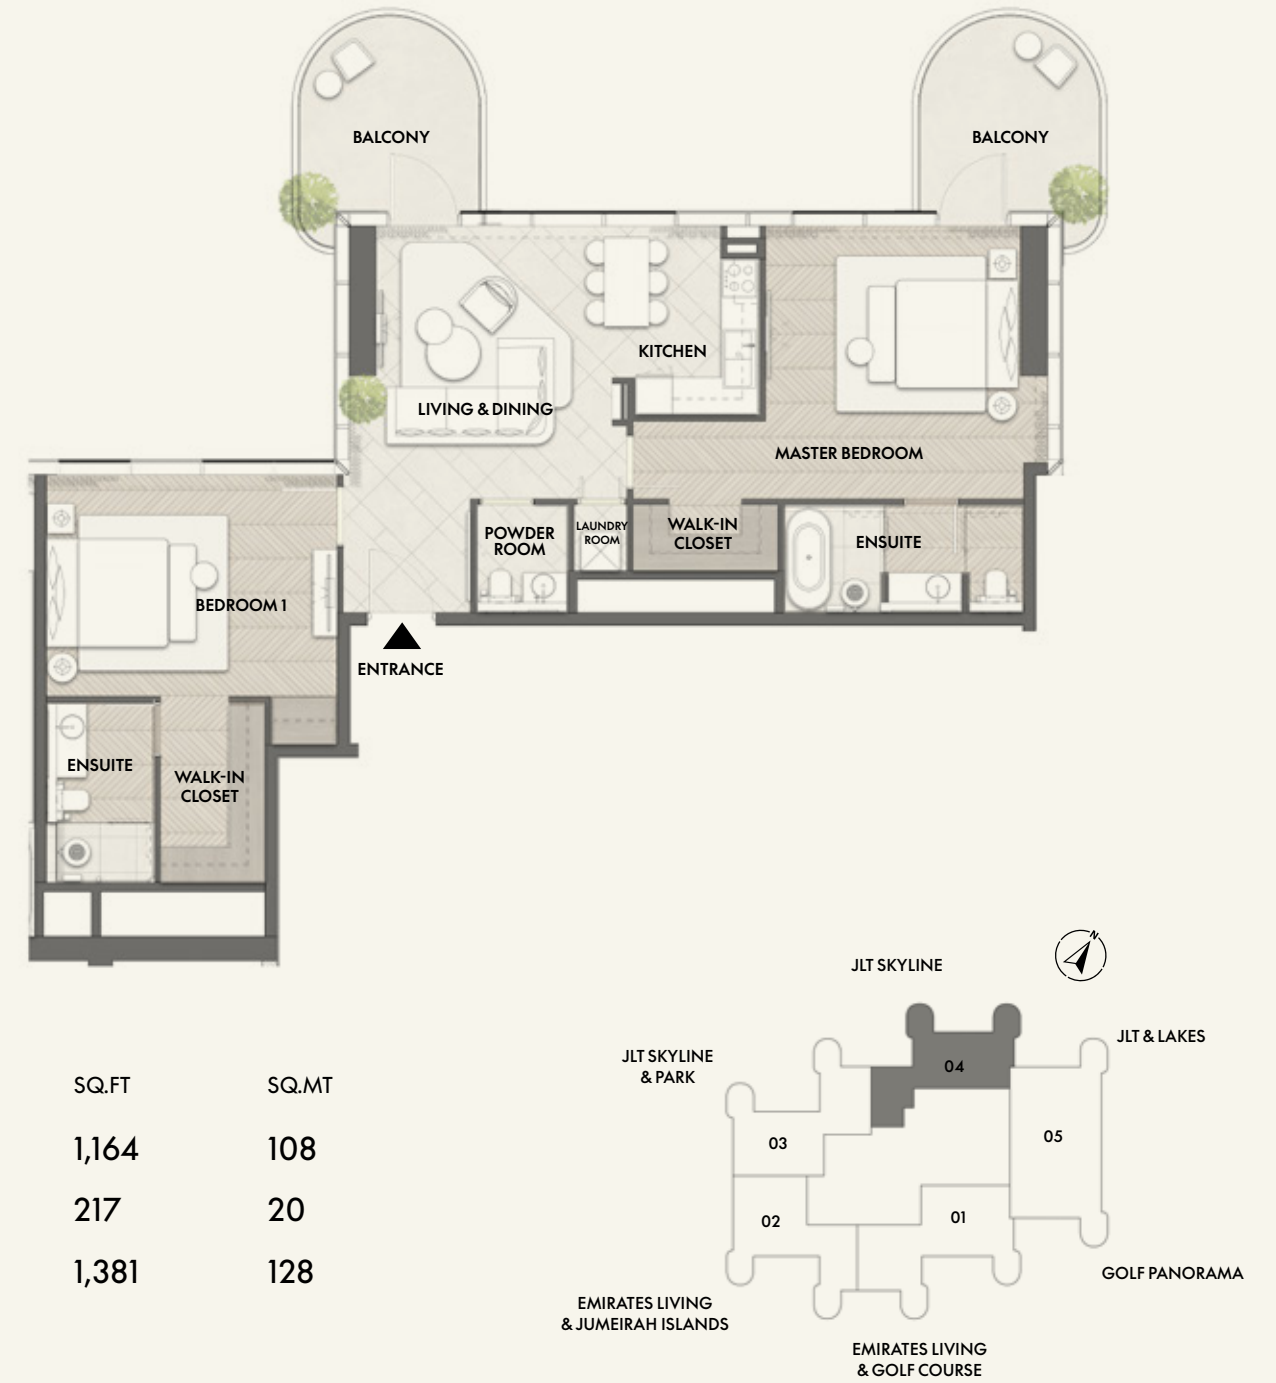 BALCONY
BALCONY
KITCHEN
LIVING & DINING
MASTER BEDROOM
POWDER
ROOM
LAUNDRY
ROOM
WALK-IN
CLOSET
ENSUITE
BEDROOM 1
ENTRANCE
ENSUITE
WALK-IN
CLOSET
SQ.FT SQ.MT
1,164 108
217 20
1,381 128
N
JLT SKYLINE
JLT & LAKES
JLT SKYLINE
& PARK
04
03
05
02
01
GOLF PANORAMA
EMIRATES LIVING
& JUMEIRAH ISLANDS
EMIRATES LIVING
& GOLF COURSE